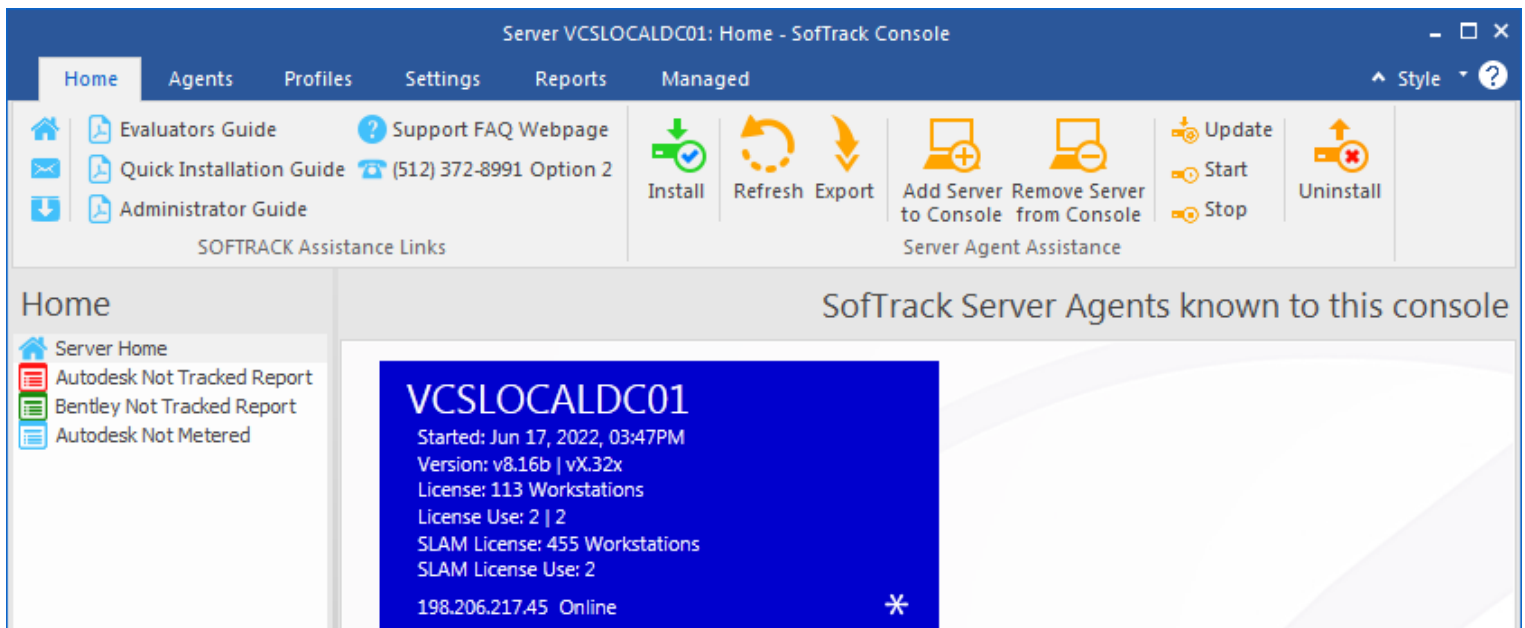 Server VCSLOCALDC01: Home - SofTrack Console
Home Agents Profiles Settings Reports Managed Style
Evaluators Guide
Quick Installation Guide
Administrator Guide
Support FAQ Webpage
(512) 372-8991 Option 2
SOFTRACK Assistance Links
Install
Refresh
Export
Add Server
to Console
Remove Server
from Console
Update
Start
Stop
Uninstall
Server Agent Assistance
Home
Server Home
Autodesk Not Tracked Report
Bentley Not Tracked Report
Autodesk Not Metered
SofTrack Server Agents known to this console
VCSLOCALDC01
Started: Jun 17, 2022, 03:47PM
Version: v8.16b | vX.32x
License: 113 Workstations
License Use: 2 | 2
SLAM License: 455 Workstations
SLAM License Use: 2
198.206.217.45 Online